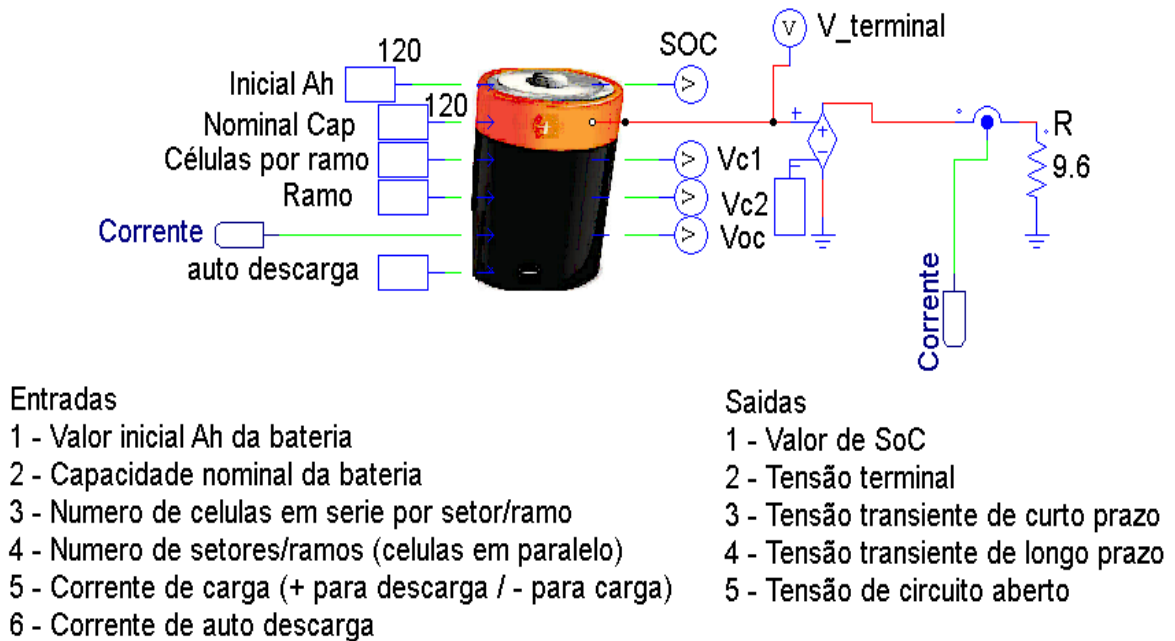 V V_terminal
120 SOC
Inicial Ah V
120
Nominal Cap
Células por ramo V Vc1
Ramo V Vc2
Corrente V Voc
auto descarga
R
9.6
Corrente
Entradas
1 - Valor inicial Ah da bateria
2 - Capacidade nominal da bateria
3 - Numero de celulas em serie por setor/ramo
4 - Numero de setores/ramos (celulas em paralelo)
5 - Corrente de carga (+ para descarga / - para carga)
6 - Corrente de auto descarga
Saidas
1 - Valor de SoC
2 - Tensão terminal
3 - Tensão transiente de curto prazo
4 - Tensão transiente de longo prazo
5 - Tensão de circuito aberto